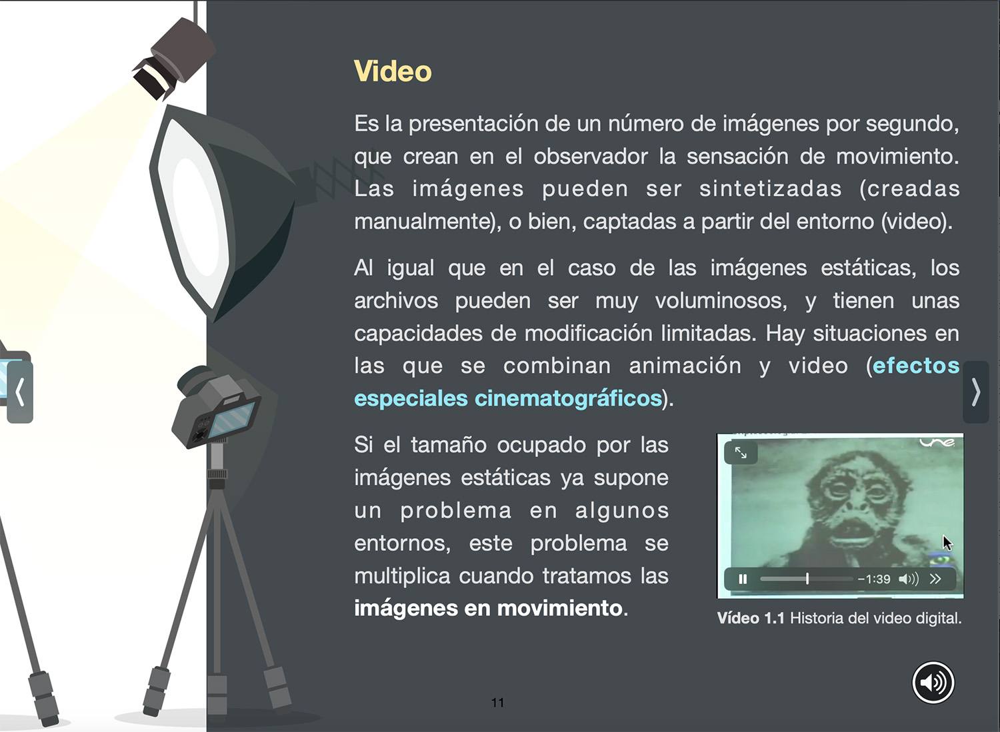 Video
Es la presentación de un número de imágenes por segundo,
que crean en el observador la sensación de movimiento.
Las imágenes pueden ser sintetizadas (creadas
manualmente), o bien, captadas a partir del entorno (video).
Al igual que en el caso de las imágenes estáticas, los
archivos pueden ser muy voluminosos, y tienen unas
capacidades de modificación limitadas. Hay situaciones en
las que se combinan animación y video (efectos
especiales cinematográficos).
Si el tamaño ocupado por las
imágenes estáticas ya supone
un problema en algunos
entornos, este problema se
multiplica cuando tratamos las
imágenes en movimiento.
une
−1:39
Vídeo 1.1 Historia del video digital.
11